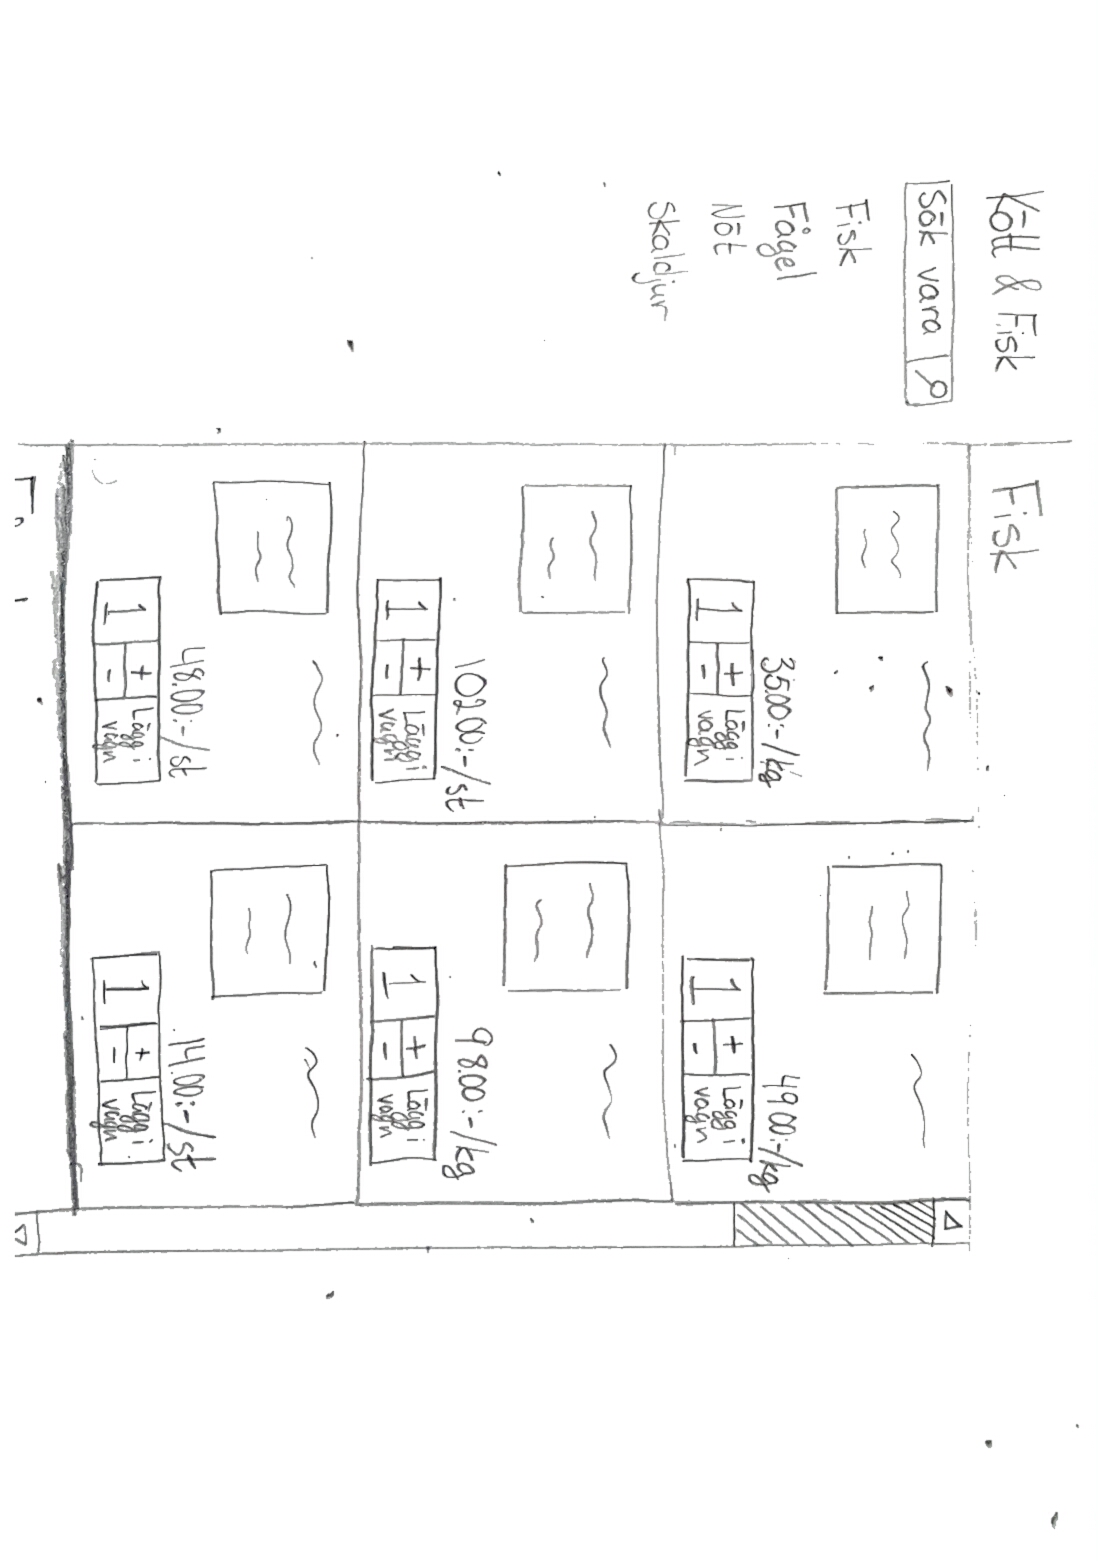 Kött & Fisk
Sök vara
Fisk
Fågel
Nöt
Skaldjur
Fisk
35.00:-/kg
1 + - Lägg i
vagn
49.00:-/kg
1 + - Lägg i
vagn
102.00:-/st
1 + - Lägg i
vagn
98.00:-/kg
1 + - Lägg i
vagn
48.00:-/st
1 + - Lägg i
vagn
14.00:-/st
1 + - Lägg i
vagn